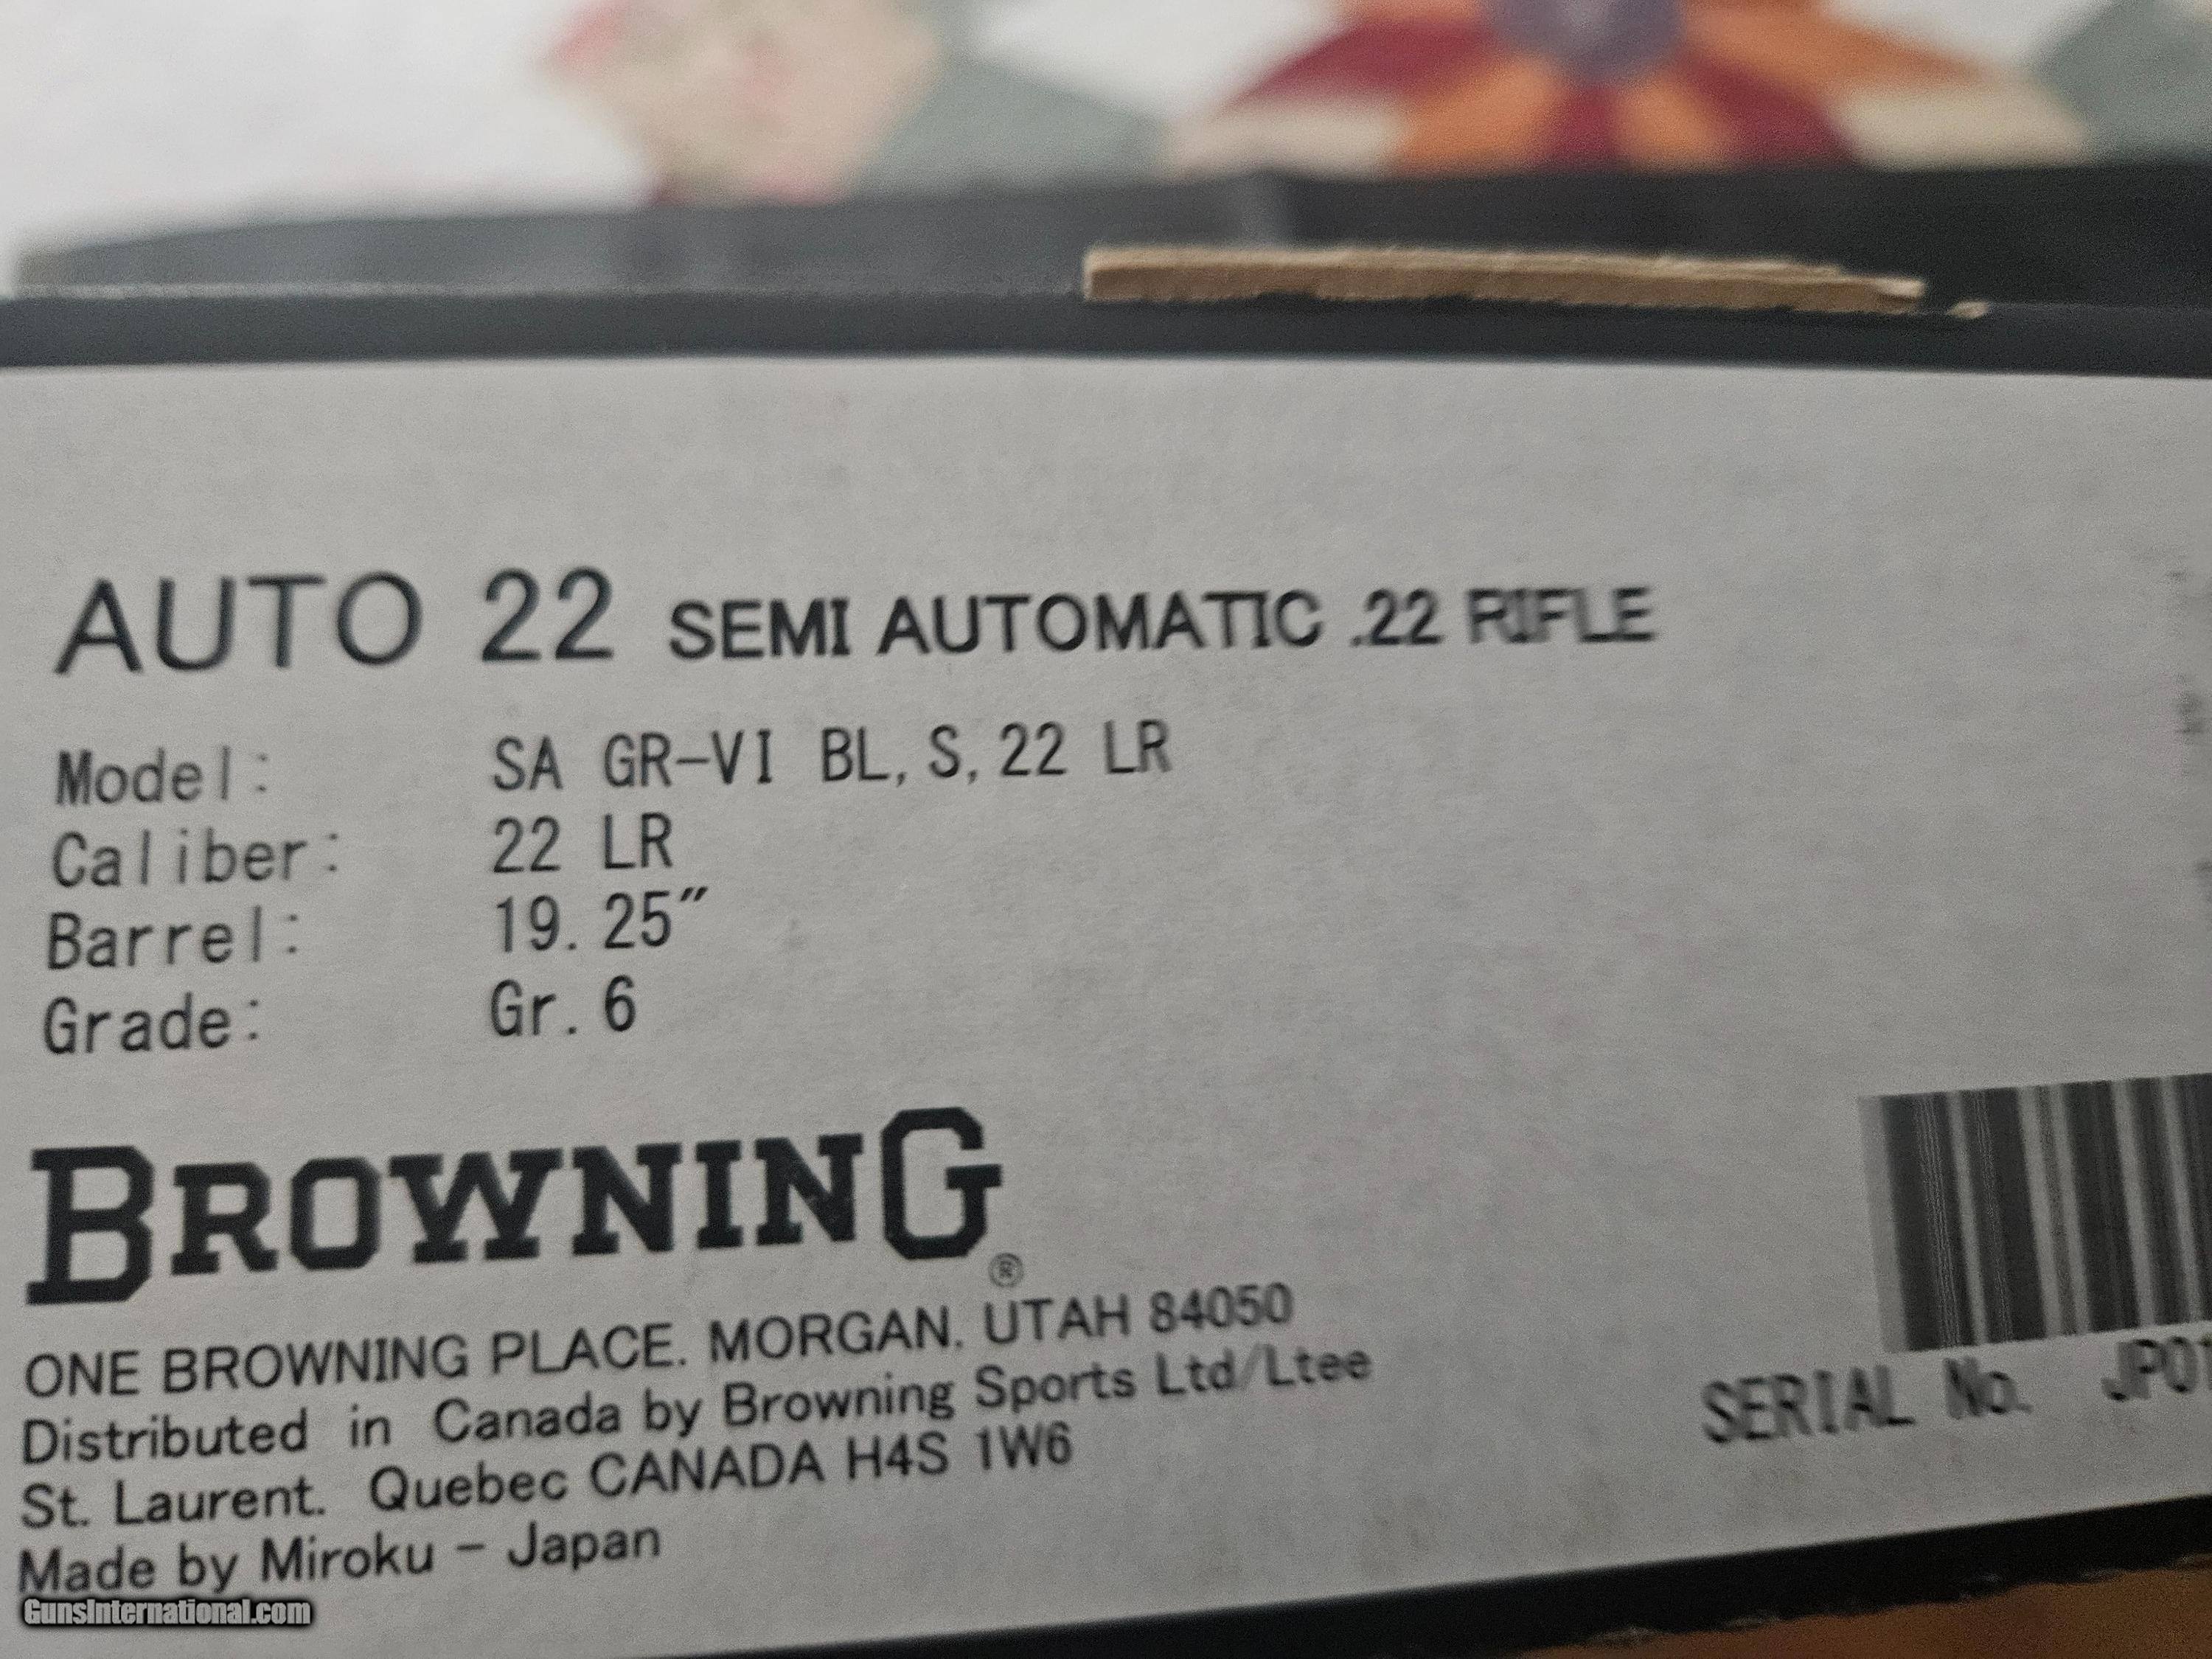 AUTO 22 SEMI AUTOMATIC .22 RIFLE
Model: SA GR-VI BL, S, 22 LR
Caliber: 22 LR
Barrel: 19. 25"
Grade: Gr. 6
BROWNING®
ONE BROWNING PLACE. MORGAN. UTAH 84050
Distributed in Canada by Browning Sports Ltd/Ltee
St. Laurent. Quebec CANADA H4S 1W6
Made by Miroku - Japan
SERIAL No. JP01
GunsInternational.com